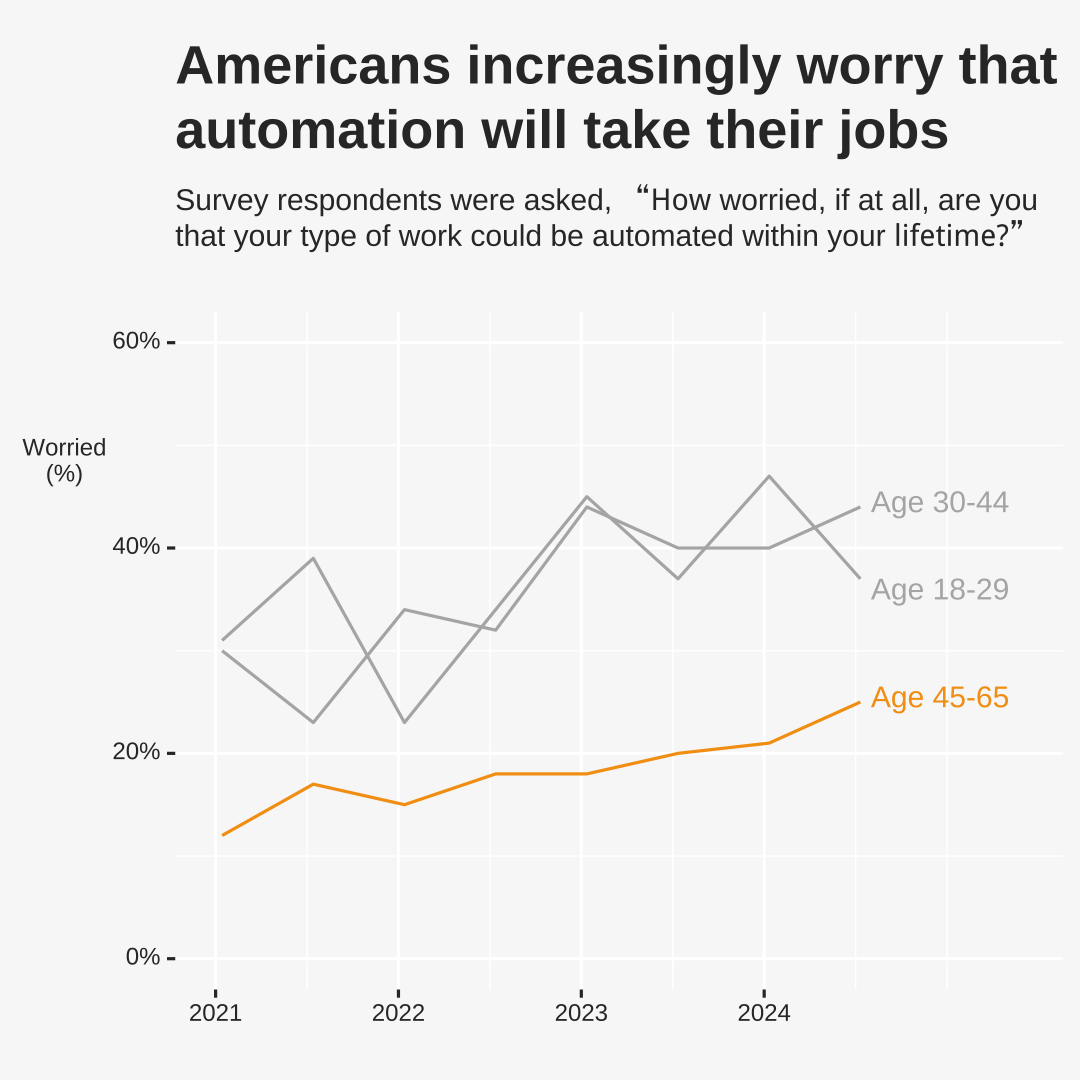 Americans increasingly worry that
automation will take their jobs
Survey respondents were asked, “How worried, if at all, are you
that your type of work could be automated within your lifetime?”
60%
Worried
(%)
Age 30-44
40%
Age 18-29
Age 45-65
20%
0%
2021 2022 2023 2024